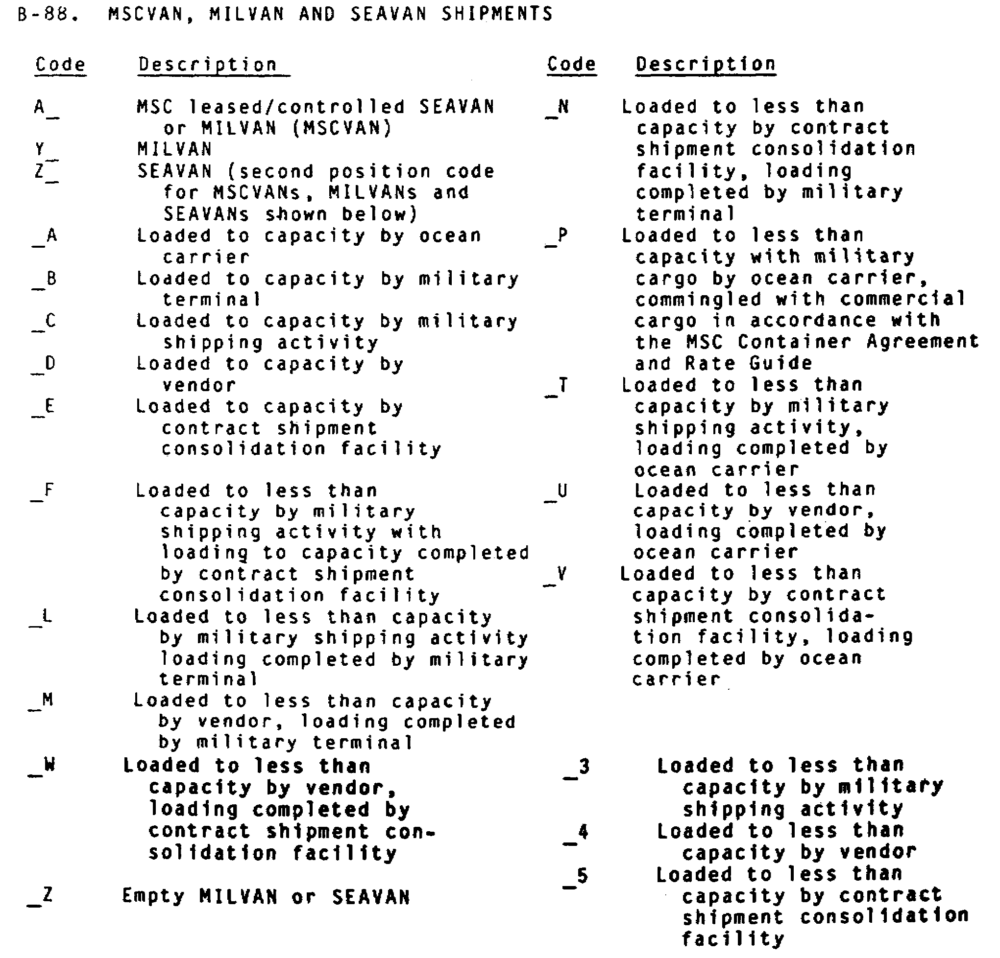 B-88. MSCVAN, MILVAN AND SEAVAN SHIPMENTS
Code Description
A_ MSC leased/controlled SEAVAN
or MILVAN (MSCVAN)
Y_ MILVAN
Z_ SEAVAN (second position code
for MSCVANs, MILVANs and
SEAVANs shown below)
_A Loaded to capacity by ocean
carrier
_B Loaded to capacity by military
terminal
_C Loaded to capacity by military
shipping activity
_D Loaded to capacity by
vendor
_E Loaded to capacity by
contract shipment
consolidation facility
_F Loaded to less than
capacity by military
shipping activity with
loading to capacity completed
by contract shipment
consolidation facility
_L Loaded to less than capacity
by military shipping activity
loading completed by military
terminal
_M Loaded to less than capacity
by vendor, loading completed
by military terminal
_W Loaded to less than
capacity by vendor,
loading completed by
contract shipment con-
solidation facility
_Z Empty MILVAN or SEAVAN
Code Description
_N Loaded to less than
capacity by contract
shipment consolidation
facility, loading
completed by military
terminal
_P Loaded to less than
capacity with military
cargo by ocean carrier,
commingled with commercial
cargo in accordance with
the MSC Container Agreement
and Rate Guide
_T Loaded to less than
capacity by military
shipping activity,
loading completed by
ocean carrier
_U Loaded to less than
capacity by vendor,
loading completed by
ocean carrier
_V Loaded to less than
capacity by contract
shipment consolida-
tion facility, loading
completed by ocean
carrier
_3 Loaded to less than
capacity by military
shipping activity
_4 Loaded to less than
capacity by vendor
_5 Loaded to less than
capacity by contract
shipment consolidation
facility